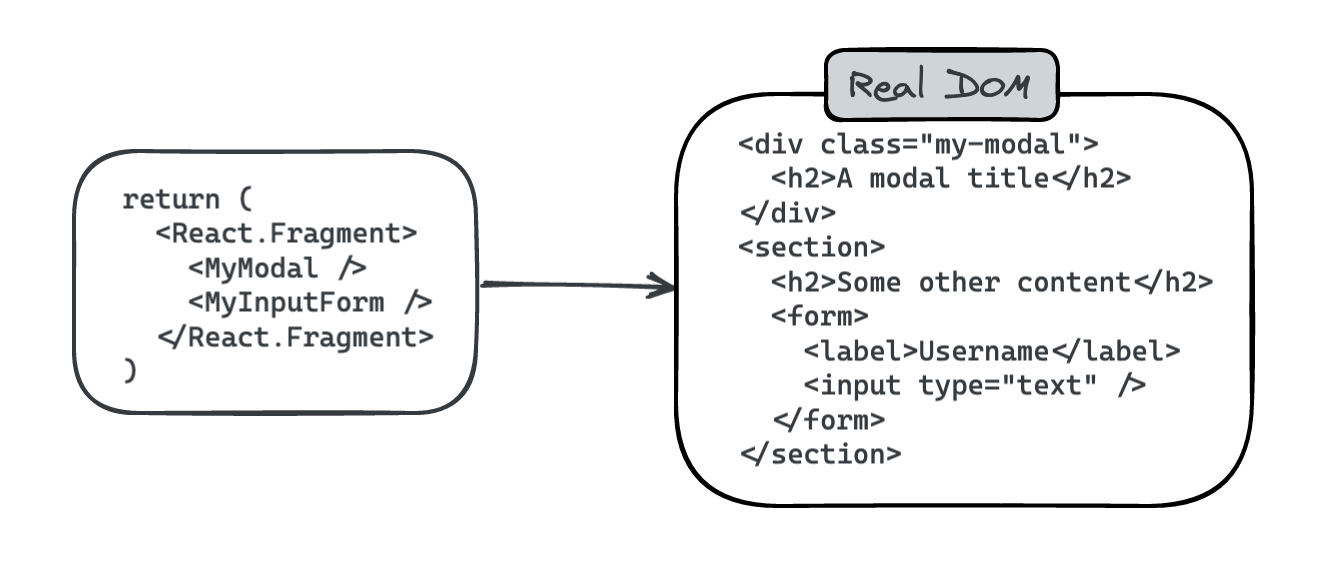 return (
<React.Fragment>
<MyModal />
<MyInputForm />
</React.Fragment>
)
Real DOM
<div class="my-modal">
<h2>A modal title</h2>
</div>
<section>
<h2>Some other content</h2>
<form>
<label>Username</label>
<input type="text" />
</form>
</section>